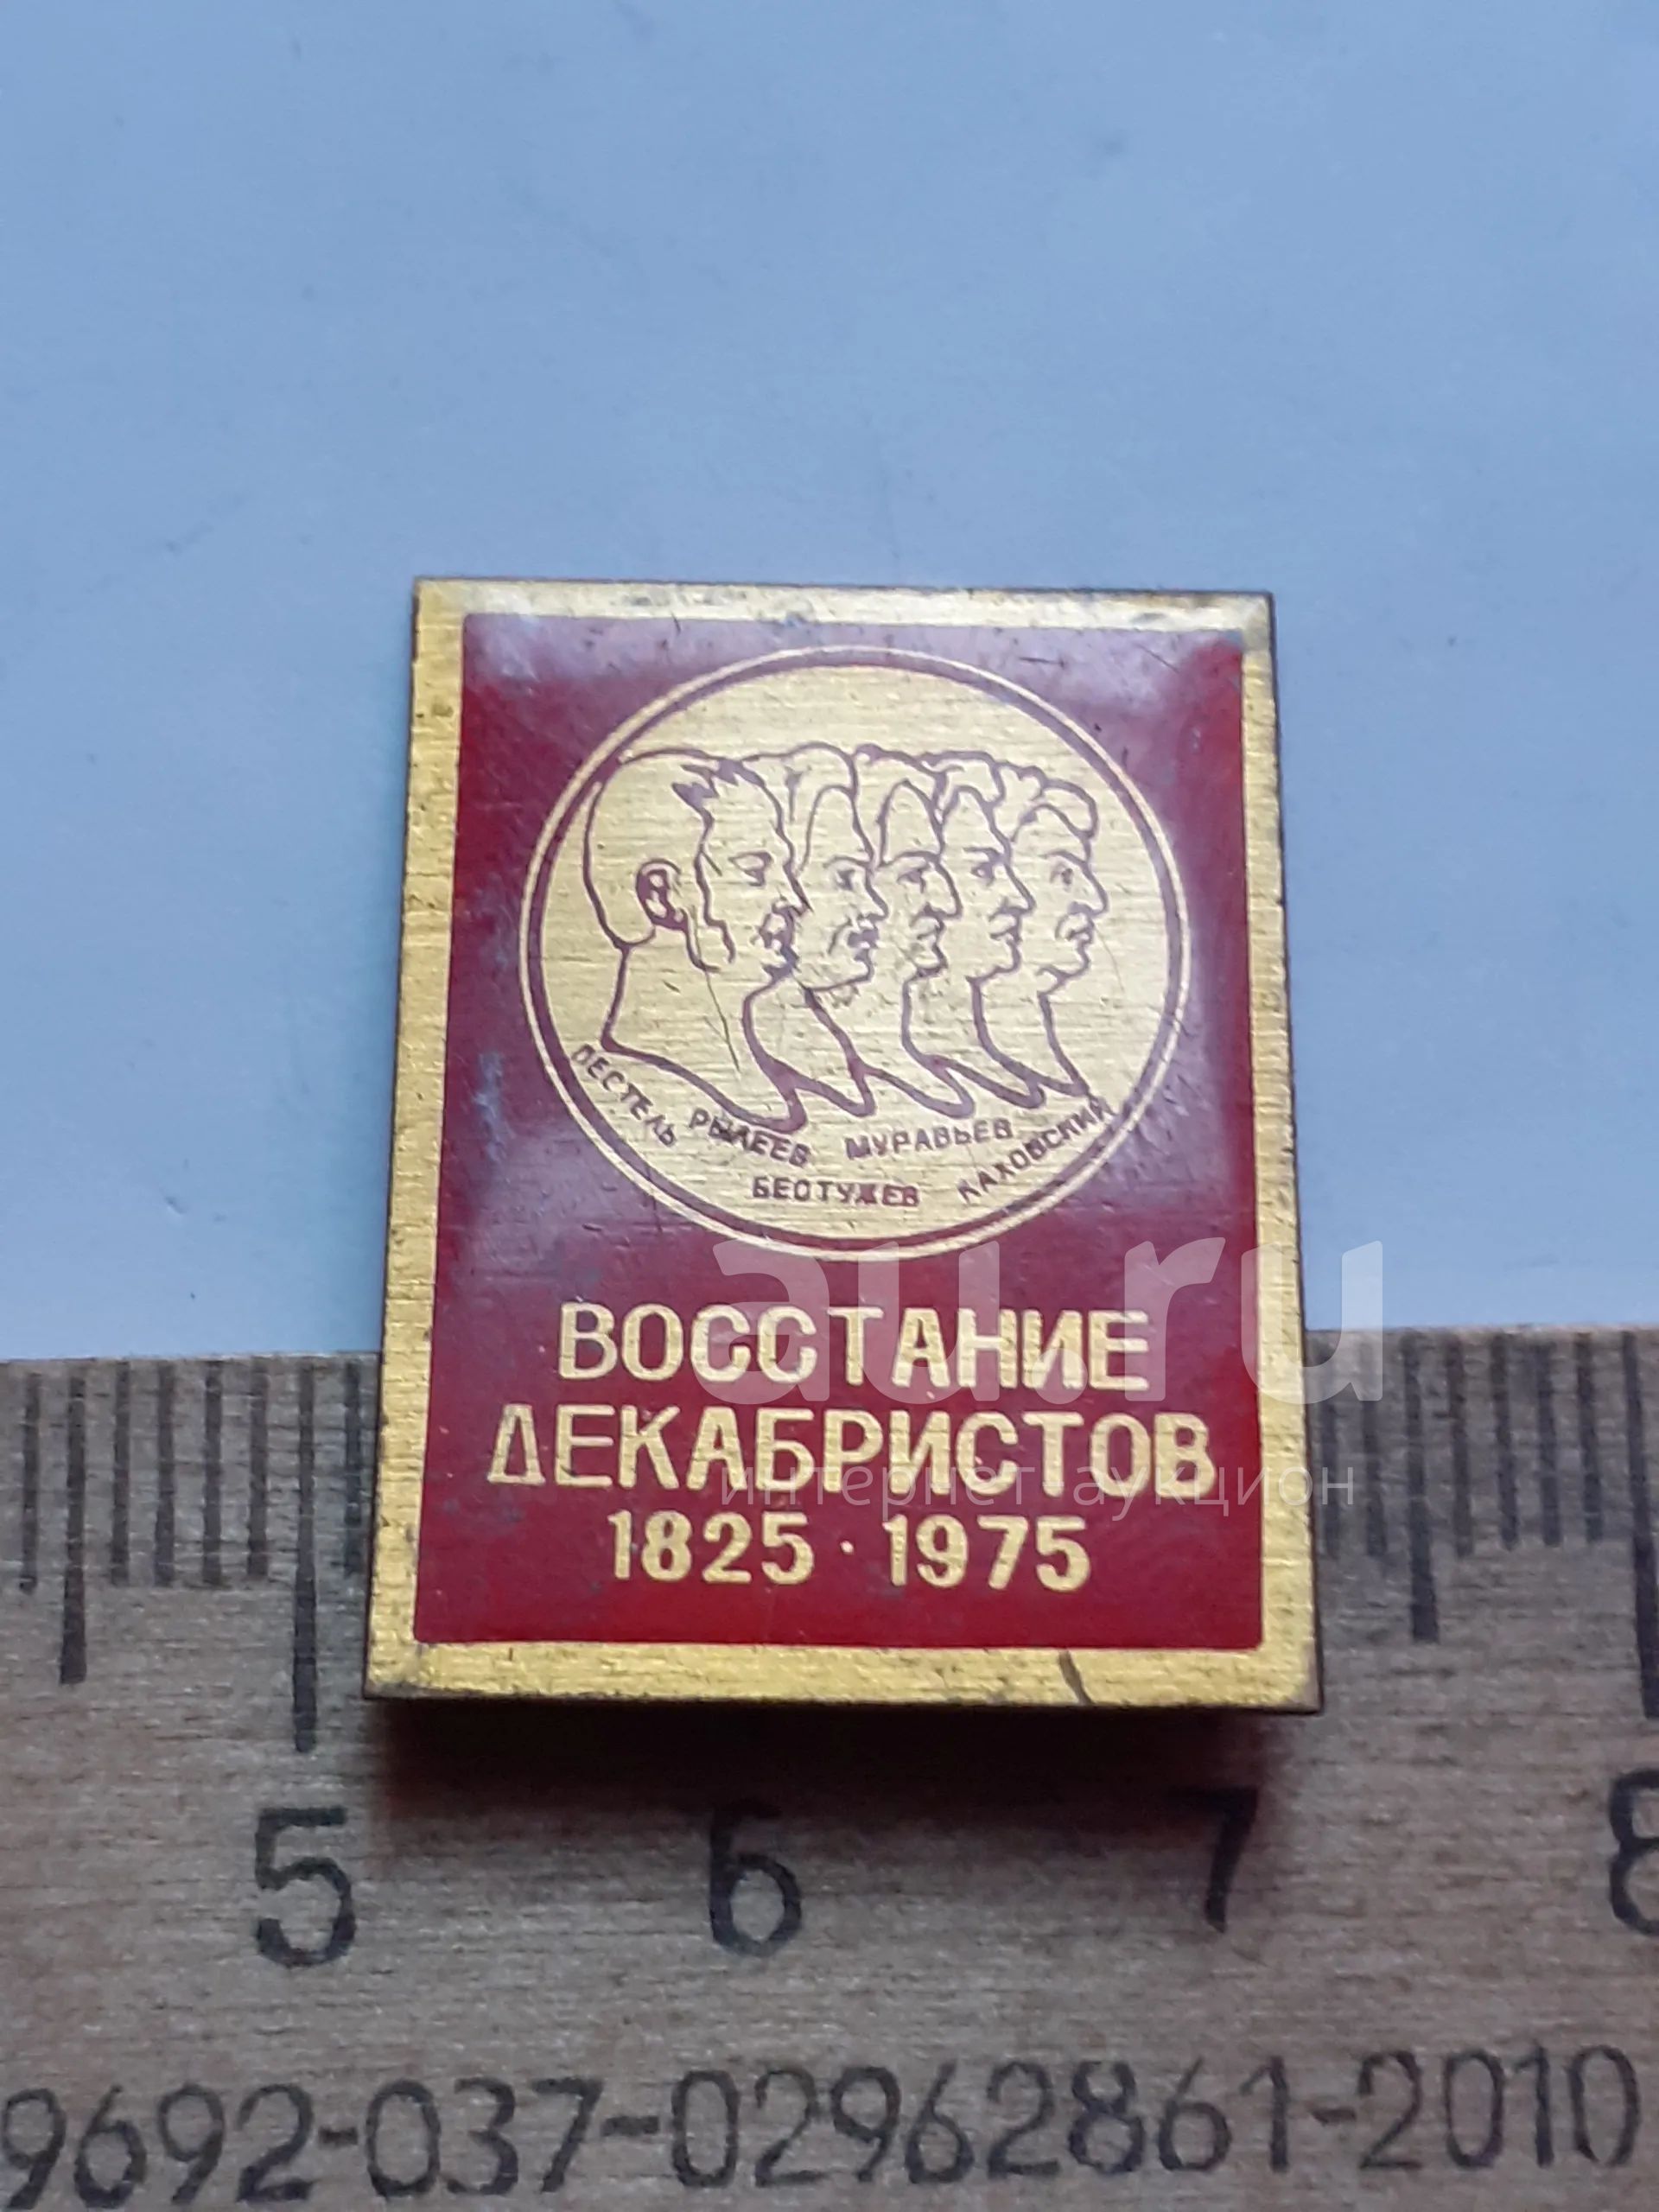 ПЕСТЕЛЬ
РЫЛЕЕВ МУРАВЬЕВ
БЕСТУЖЕВ КАХОВСКИЙ
au.ru
ВОССТАНИЕ
ДЕКАБРИСТОВ
интернет аукцион
1825 · 1975
5 6 7 8
9692-037-02962861-2010